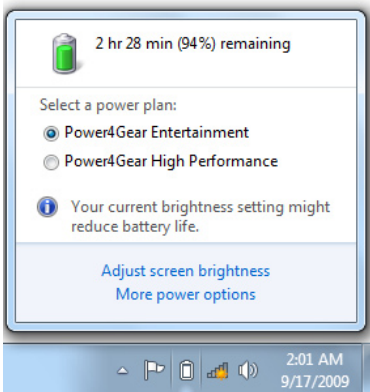 2 hr 28 min (94%) remaining
Select a power plan:
Power4Gear Entertainment
Power4Gear High Performance
Your current brightness setting might
reduce battery life.
Adjust screen brightness
More power options
2:01 AM
9/17/2009